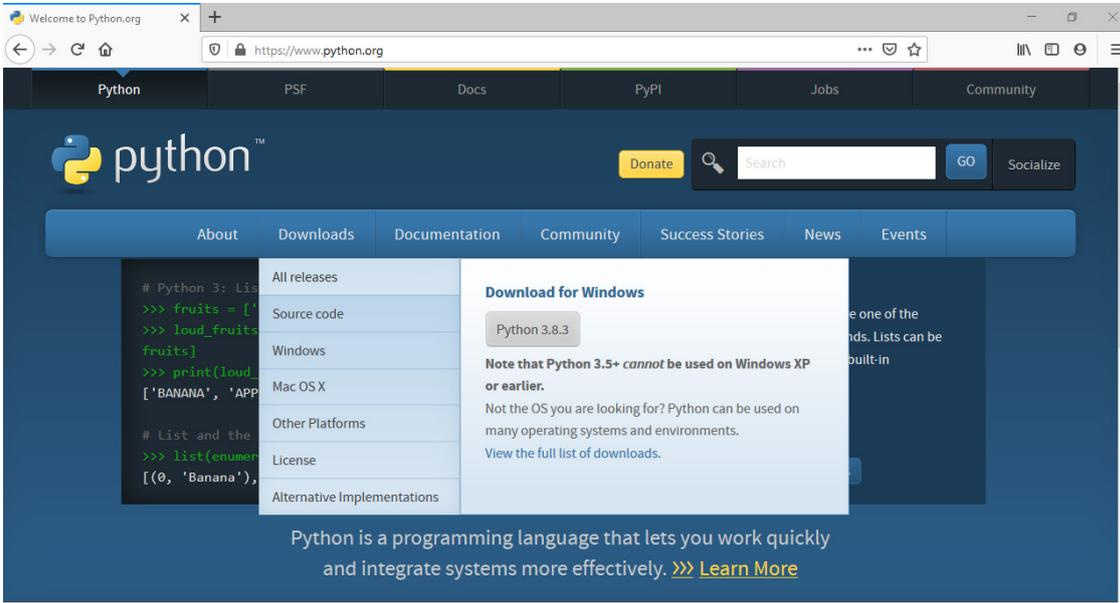 Welcome to Python.org
https://www.python.org
Python PSF Docs PyPI Jobs Community
python™
Donate Search GO Socialize
About Downloads Documentation Community Success Stories News Events
All releases
Source code
Windows
Mac OS X
Other Platforms
License
Alternative Implementations
Download for Windows
Python 3.8.3
Note that Python 3.5+ cannot be used on Windows XP
or earlier.
Not the OS you are looking for? Python can be used on
many operating systems and environments.
View the full list of downloads.
# Python 3: Lis
>>> fruits = ['
>>> loud_fruits
fruits]
>>> print(loud_
['BANANA', 'APP
# List and the
>>> list(enumer
[(0, 'Banana'),
e one of the
nds. Lists can be
built-in
Python is a programming language that lets you work quickly
and integrate systems more effectively. >>> Learn More